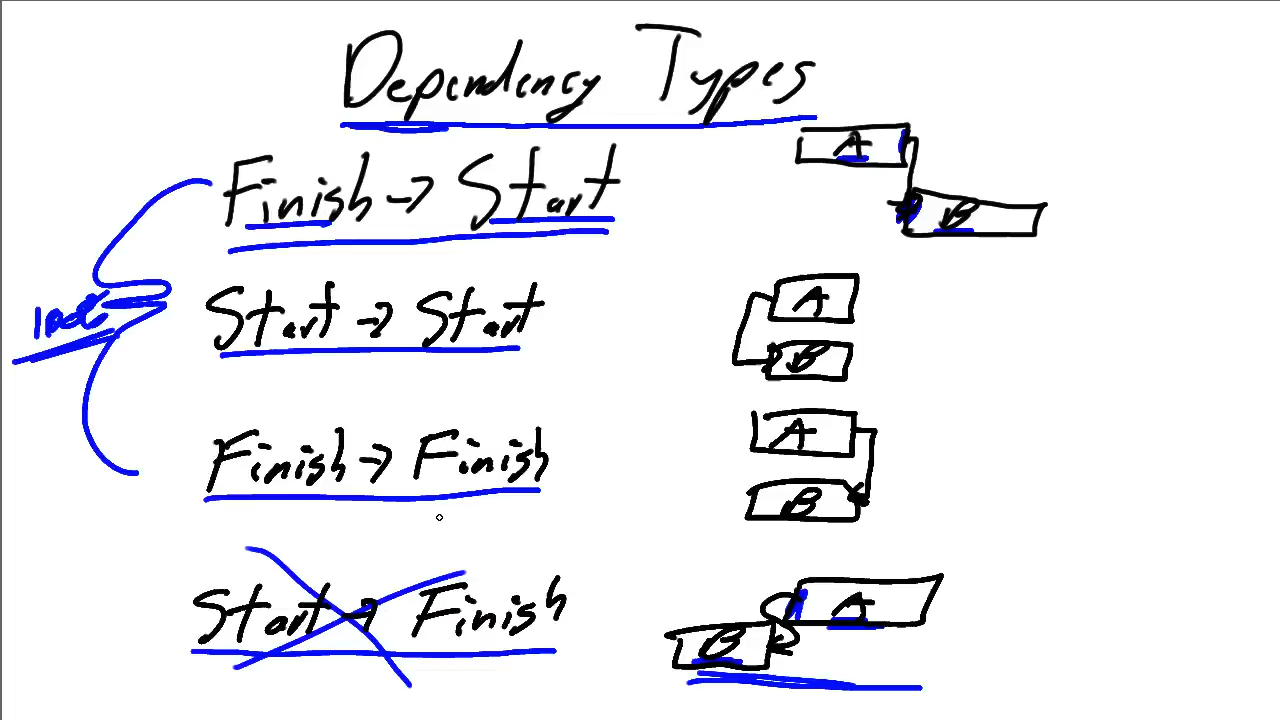 Dependency Types
Finish → Start
A
B
Start → Start
A
B
Finish → Finish
A
B
Start → Finish
A
B